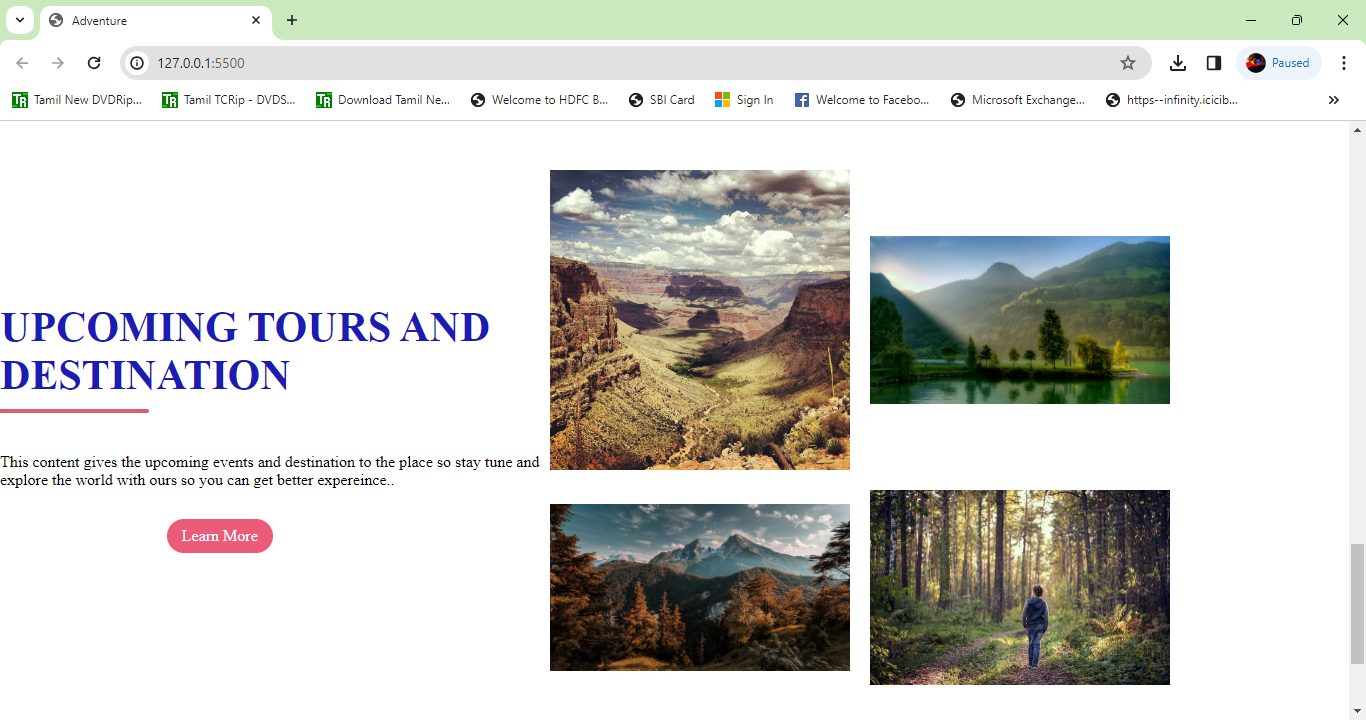 Adventure
127.0.0.1:5500
Paused
TR Tamil New DVDRip...
TR Tamil TCRip - DVDS...
TR Download Tamil Ne...
Welcome to HDFC B...
SBI Card
Sign In
Welcome to Facebo...
Microsoft Exchange...
https--infinity.icicib...
UPCOMING TOURS AND
DESTINATION
This content gives the upcoming events and destination to the place so stay tune and
explore the world with ours so you can get better expereince..
Learn More